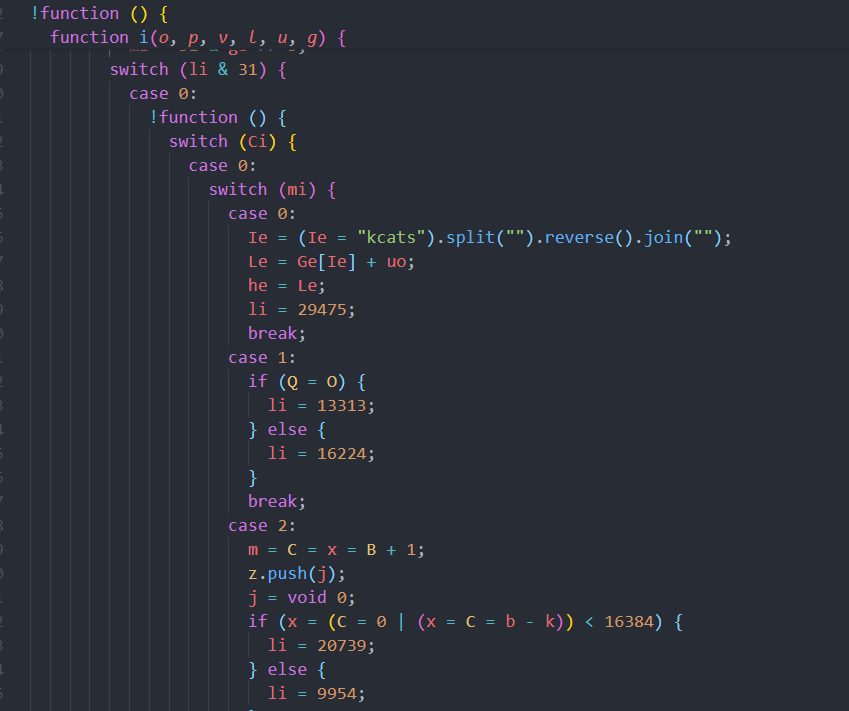 !function () {
function i(o, p, v, l, u, g) {
switch (li & 31) {
case 0:
!function () {
switch (Ci) {
case 0:
switch (mi) {
case 0:
Ie = (Ie = "kcats").split("").reverse().join("");
Le = Ge[Ie] + uo;
he = Le;
li = 29475;
break;
case 1:
if (Q = O) {
li = 13313;
} else {
li = 16224;
}
break;
case 2:
m = C = x = B + 1;
z.push(j);
j = void 0;
if (x = (C = 0 | (x = C = b - k)) < 16384) {
li = 20739;
} else {
li = 9954;